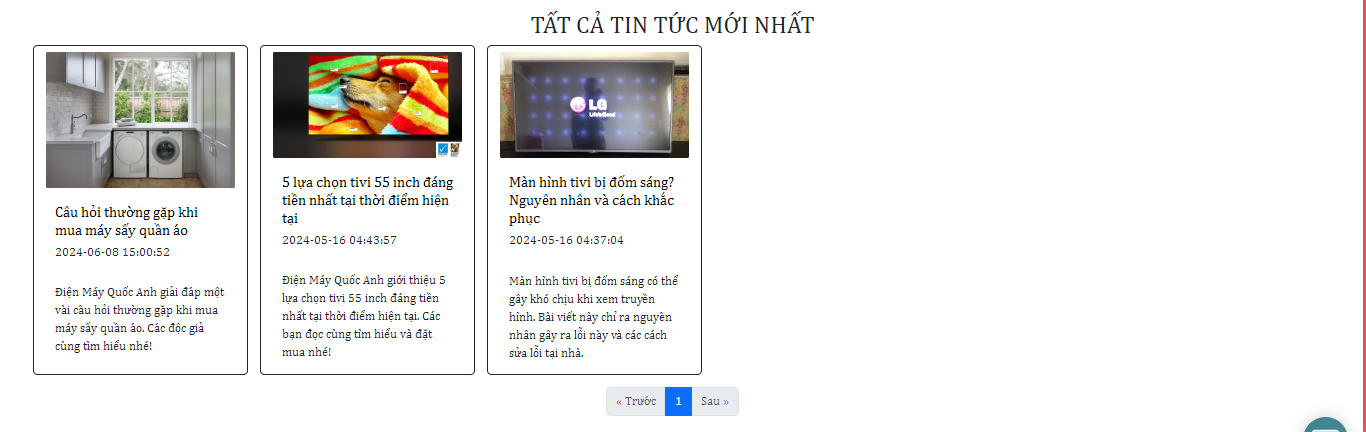 TẤT CẢ TIN TỨC MỚI NHẤT
Câu hỏi thường gặp khi
mua máy sấy quần áo
2024-06-08 15:00:52
Điện Máy Quốc Anh giải đáp một
vài câu hỏi thường gặp khi mua
máy sấy quần áo. Các độc giả
cùng tìm hiểu nhé!
5 lựa chọn tivi 55 inch đáng
tiền nhất tại thời điểm hiện
tại
2024-05-16 04:43:57
Điện Máy Quốc Anh giới thiệu 5
lựa chọn tivi 55 inch đáng tiền
nhất tại thời điểm hiện tại. Các
bạn đọc cùng tìm hiểu và đặt
mua nhé!
LG
Life's Good
Màn hình tivi bị đốm sáng?
Nguyên nhân và cách khắc
phục
2024-05-16 04:37:04
Màn hình tivi bị đốm sáng có thể
gây khó chịu khi xem truyền
hình. Bài viết này chỉ ra nguyên
nhân gây ra lỗi này và các cách
sửa lỗi tại nhà.
« Trước 1 Sau »